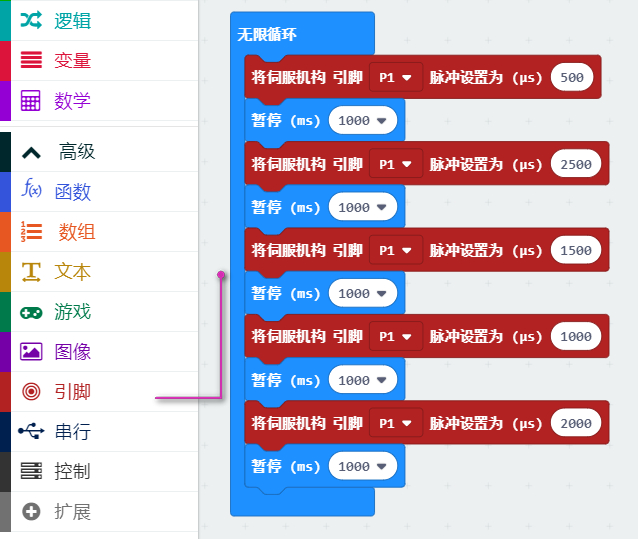 逻辑
变量
数学
高级
f(x) 函数
1 2 3 数组
T 文本
游戏
图像
引脚
串行
控制
扩展
无限循环
将伺服机构 引脚 P1 脉冲设置为 (μs) 500
暂停 (ms) 1000
将伺服机构 引脚 P1 脉冲设置为 (μs) 2500
暂停 (ms) 1000
将伺服机构 引脚 P1 脉冲设置为 (μs) 1500
暂停 (ms) 1000
将伺服机构 引脚 P1 脉冲设置为 (μs) 1000
暂停 (ms) 1000
将伺服机构 引脚 P1 脉冲设置为 (μs) 2000
暂停 (ms) 1000